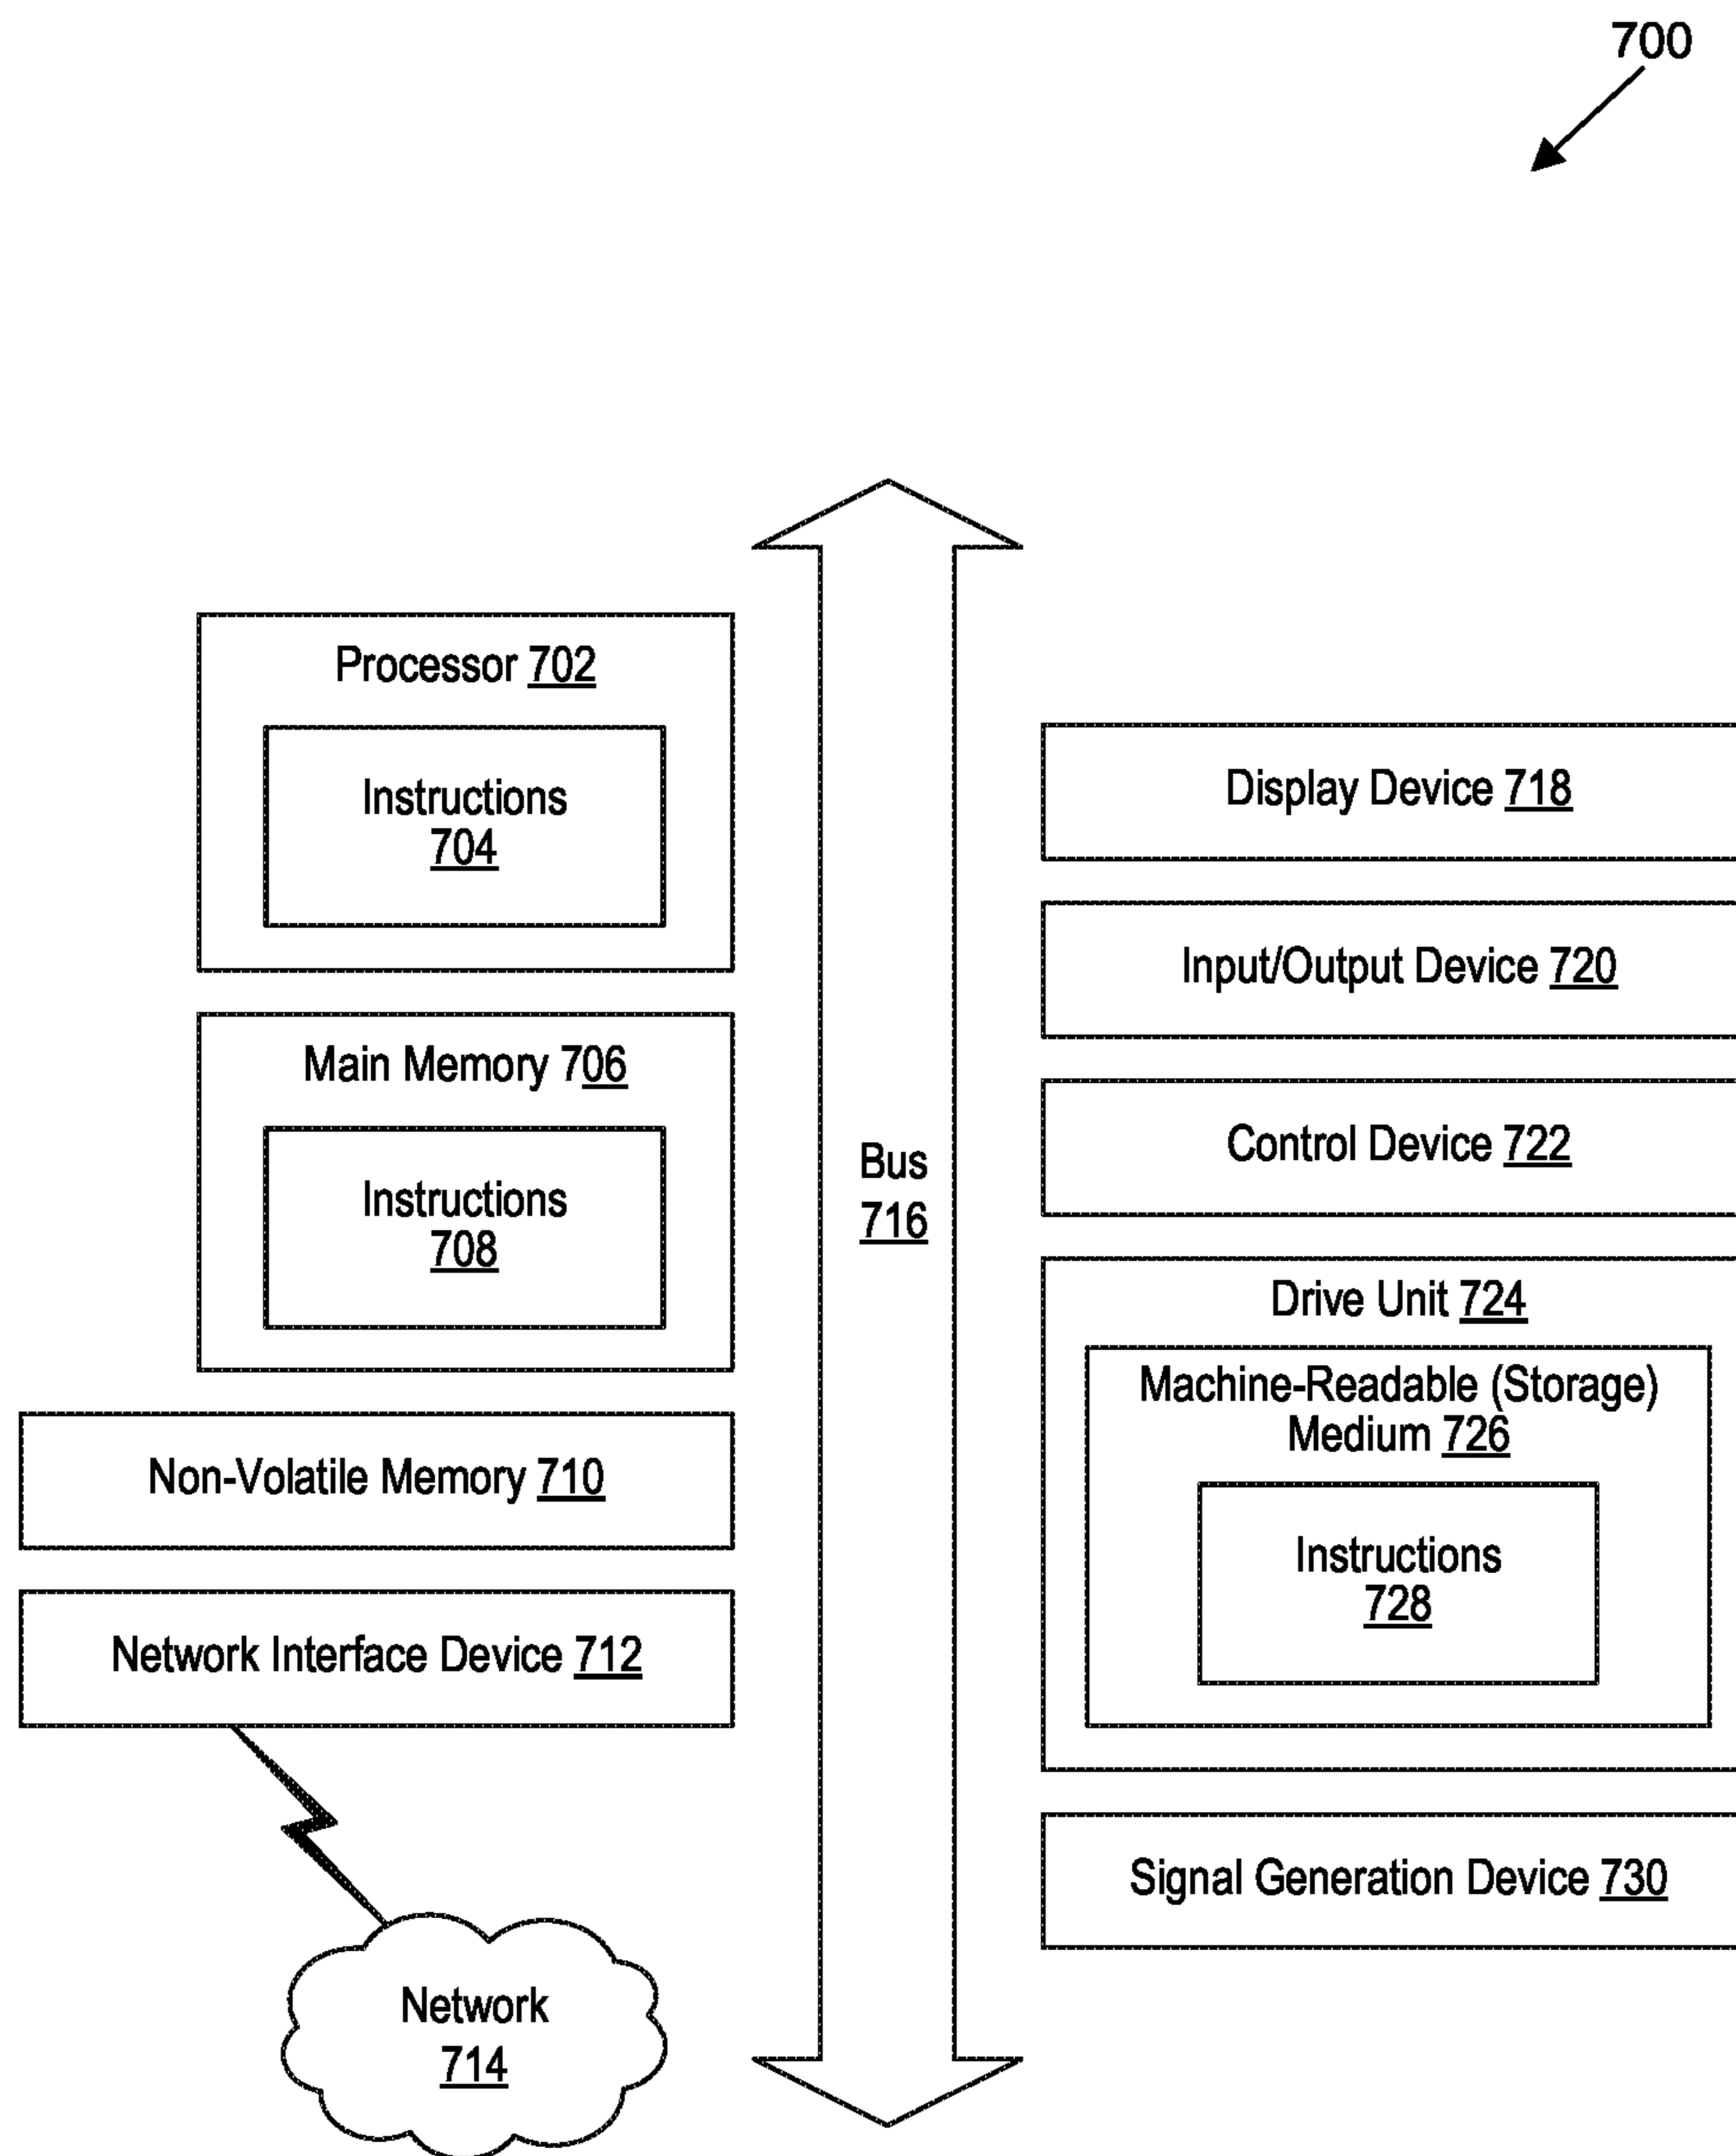 700
Processor 702
Instructions
704
Main Memory 706
Instructions
708
Non-Volatile Memory 710
Network Interface Device 712
Network
714
Bus
716
Display Device 718
Input/Output Device 720
Control Device 722
Drive Unit 724
Machine-Readable (Storage)
Medium 726
Instructions
728
Signal Generation Device 730